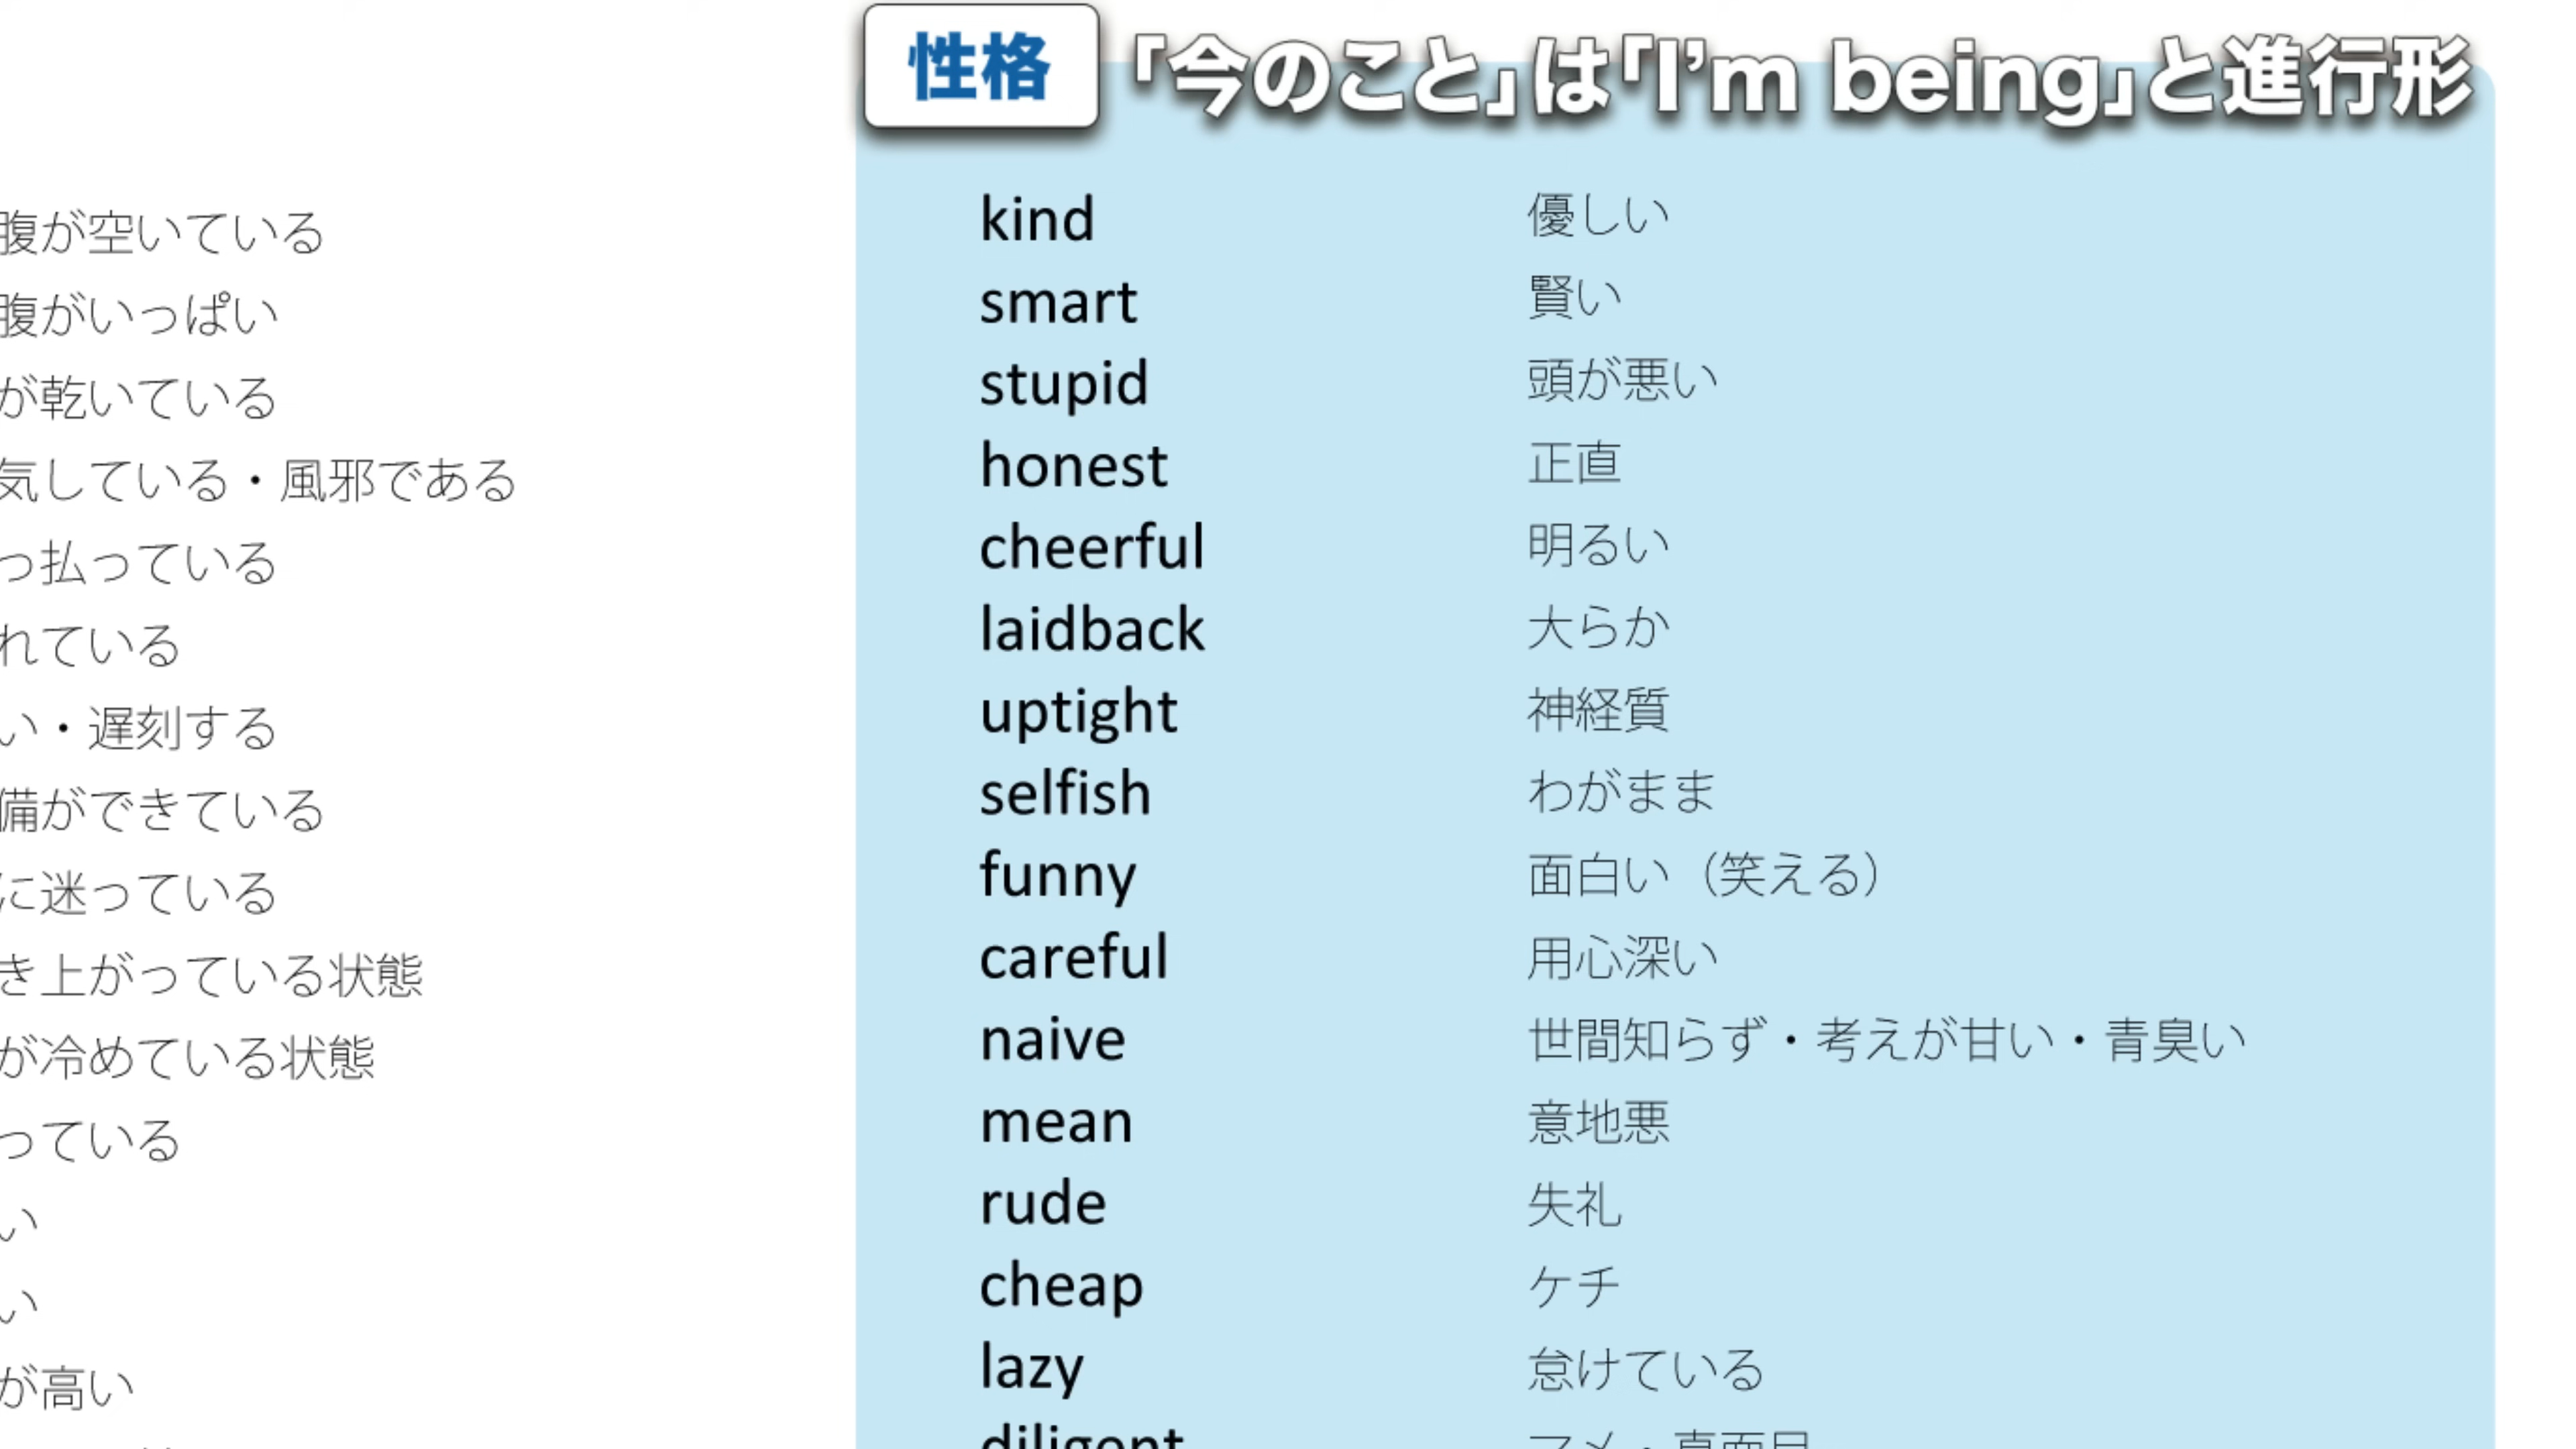 性格 「今のこと」は「I'm being」と進行形
腹が空いている
腹がいっぱい
が乾いている
気している・風邪である
っ払っている
れている
い・遅刻する
備ができている
に迷っている
き上がっている状態
が冷めている状態
っている
い
い
が高い
kind 優しい
smart 賢い
stupid 頭が悪い
honest 正直
cheerful 明るい
laidback 大らか
uptight 神経質
selfish わがまま
funny 面白い（笑える）
careful 用心深い
naive 世間知らず・考えが甘い・青臭い
mean 意地悪
rude 失礼
cheap ケチ
lazy 怠けている
diligent マメ・真面目